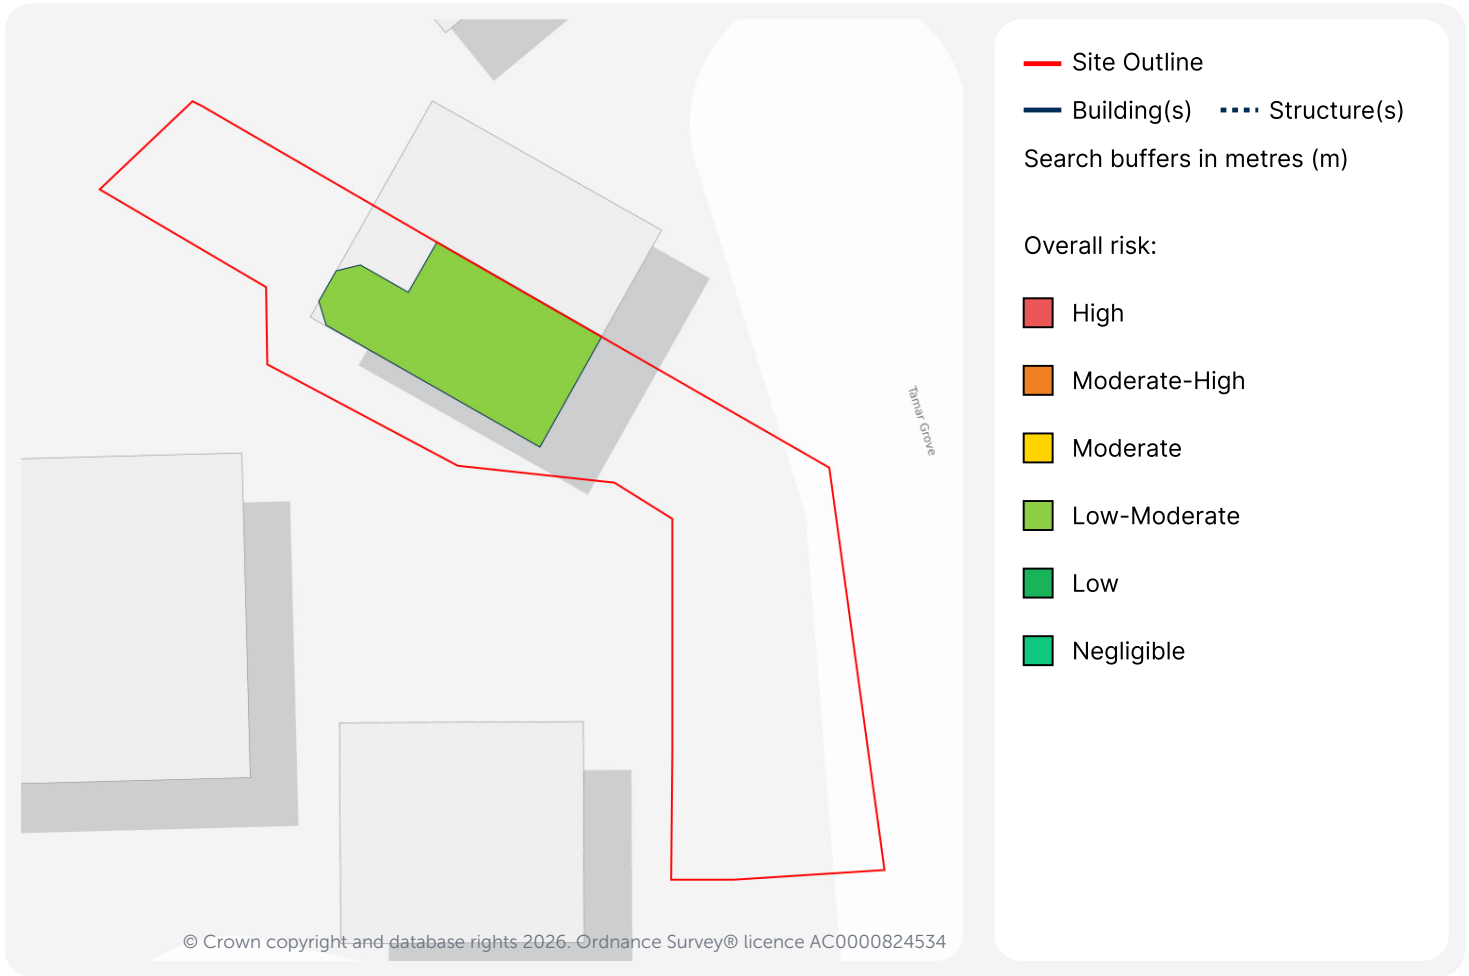 Tamar Grove
© Crown copyright and database rights 2026. Ordnance Survey® licence AC0000824534
Site Outline
Building(s) Structure(s)
Search buffers in metres (m)
Overall risk:
High
Moderate-High
Moderate
Low-Moderate
Low
Negligible